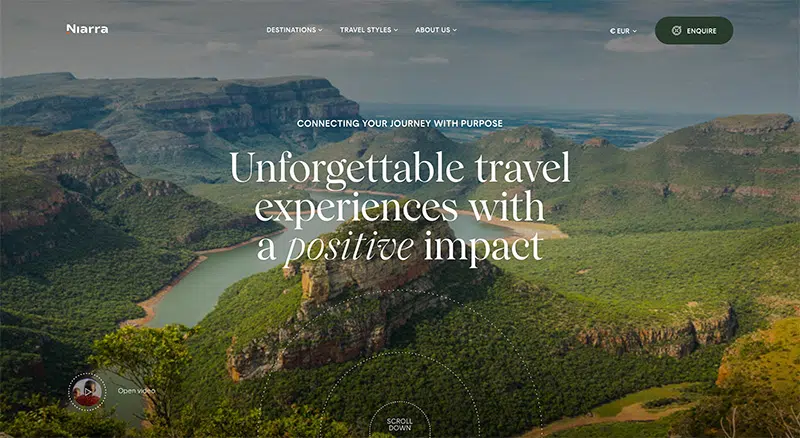 Niarra
DESTINATIONS
TRAVEL STYLES
ABOUT US
€ EUR
ENQUIRE
CONNECTING YOUR JOURNEY WITH PURPOSE
Unforgettable travel
experiences with
a positive impact
Open video
SCROLL
DOWN